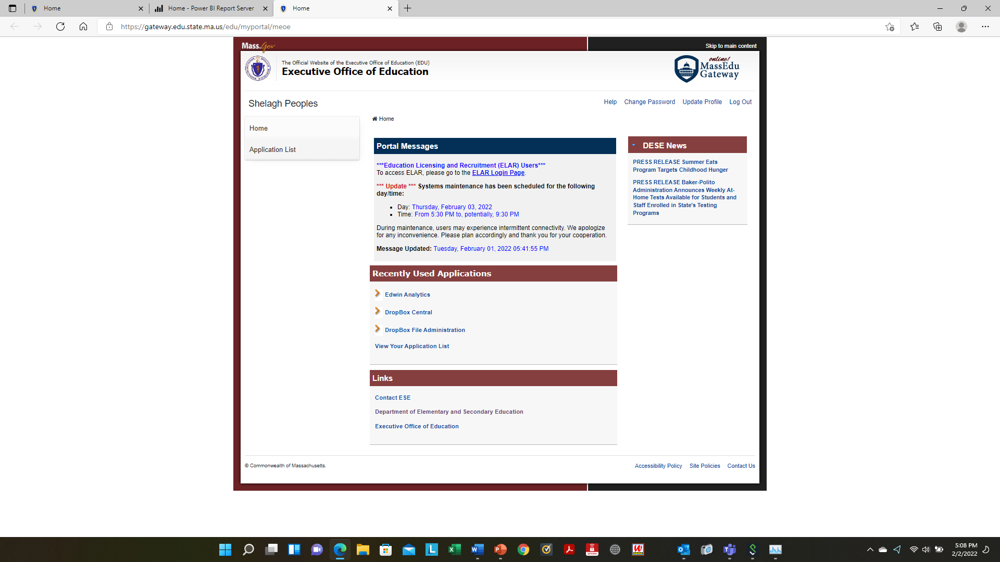 Home
Home - Power BI Report Server
Home
https://gateway.edu.state.ma.us/edu/myportal/meoe
Mass.Gov
Skip to main content
The Official Website of the Executive Office of Education (EDU)
Executive Office of Education
online!
MassEdu
Gateway
Shelagh Peoples
Help Change Password Update Profile Log Out
Home
Application List
Home
Portal Messages
***Education Licensing and Recruitment (ELAR) Users***
To access ELAR, please go to the ELAR Login Page.
*** Update *** Systems maintenance has been scheduled for the following
day/time:
• Day: Thursday, February 03, 2022
• Time: From 5:30 PM to, potentially, 9:30 PM
During maintenance, users may experience intermittent connectivity. We apologize
for any inconvenience. Please plan accordingly and thank you for your cooperation.
Message Updated: Tuesday, February 01, 2022 05:41:55 PM
DESE News
PRESS RELEASE Summer Eats
Program Targets Childhood Hunger
PRESS RELEASE Baker-Polito
Administration Announces Weekly At-
Home Tests Available for Students and
Staff Enrolled in State's Testing
Programs
Recently Used Applications
Edwin Analytics
DropBox Central
DropBox File Administration
View Your Application List
Links
Contact ESE
Department of Elementary and Secondary Education
Executive Office of Education
© Commonwealth of Massachusetts.
Accessibility Policy Site Policies Contact Us
5:08 PM
2/2/2022